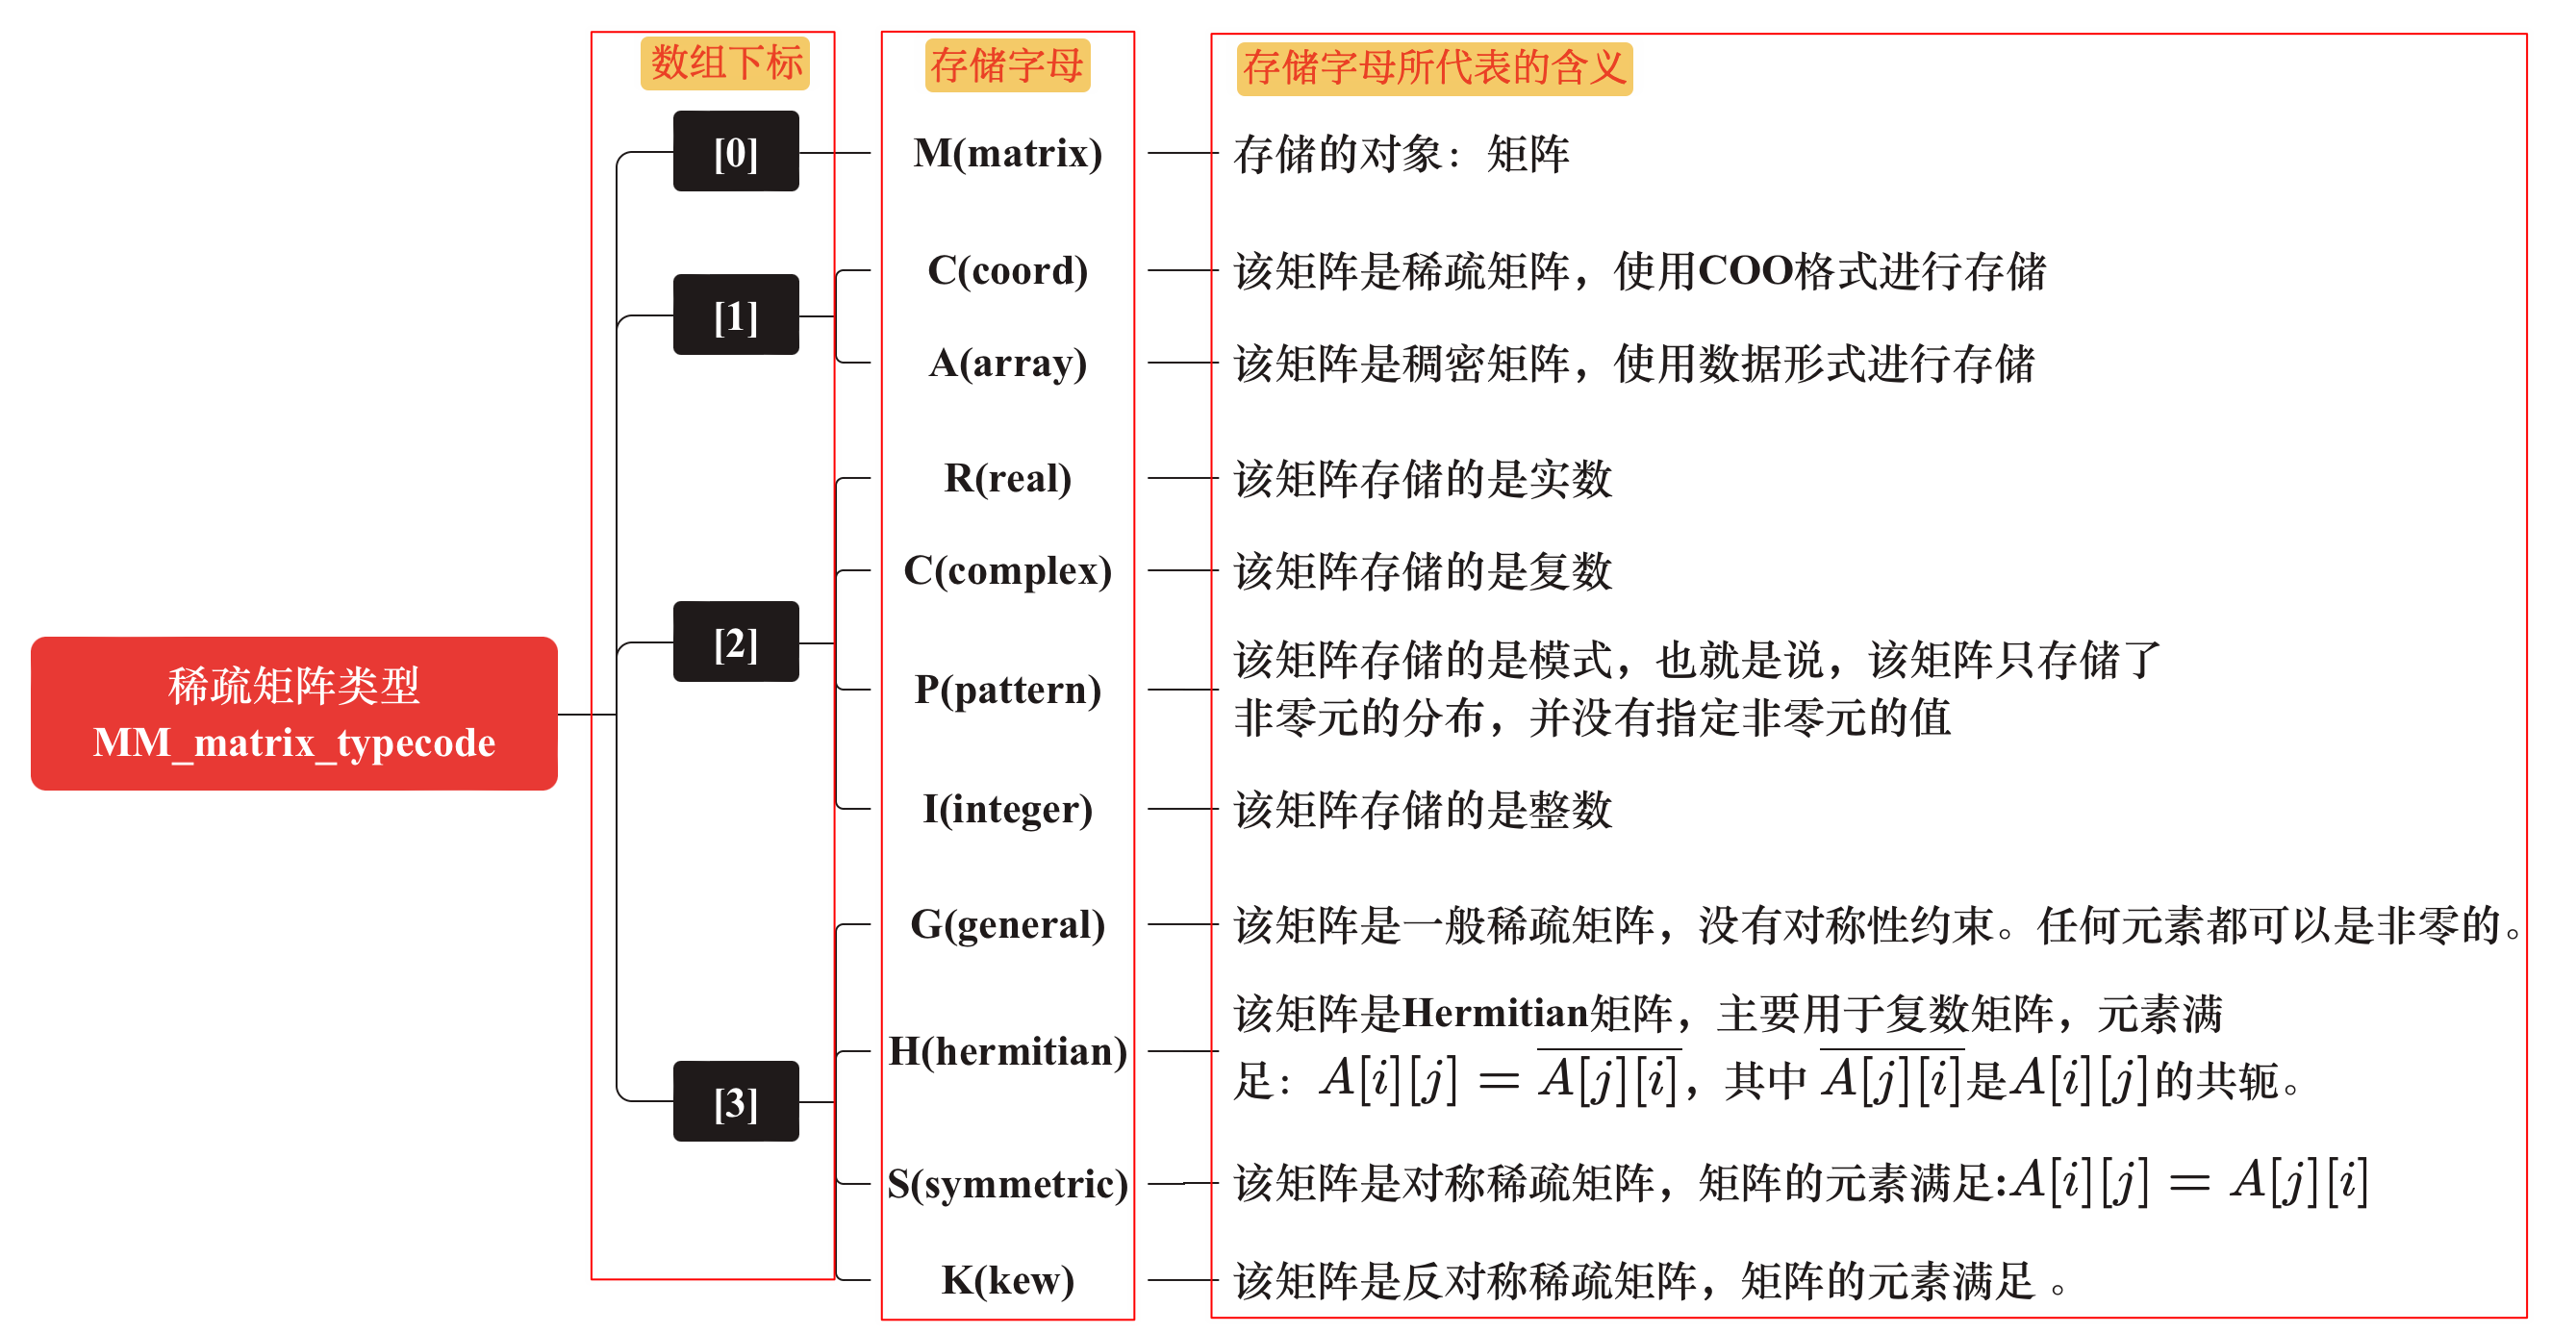 数组下标
存储字母
存储字母所代表的含义
稀疏矩阵类型
MM_matrix_typecode
[0]
M(matrix)
存储的对象：矩阵
[1]
C(coord)
该矩阵是稀疏矩阵，使用COO格式进行存储
A(array)
该矩阵是稠密矩阵，使用数据形式进行存储
[2]
R(real)
该矩阵存储的是实数
C(complex)
该矩阵存储的是复数
P(pattern)
该矩阵存储的是模式，也就是说，该矩阵只存储了
非零元的分布，并没有指定非零元的值
I(integer)
该矩阵存储的是整数
[3]
G(general)
该矩阵是一般稀疏矩阵，没有对称性约束。任何元素都可以是非零的。
H(hermitian)
该矩阵是Hermitian矩阵，主要用于复数矩阵，元素满
足：$A[i][j] = \overline{A[j][i]}$，其中 $\overline{A[j][i]}$是$A[i][j]$的共轭。
S(symmetric)
该矩阵是对称稀疏矩阵，矩阵的元素满足:$A[i][j] = A[j][i]$
K(kew)
该矩阵是反对称稀疏矩阵，矩阵的元素满足 。